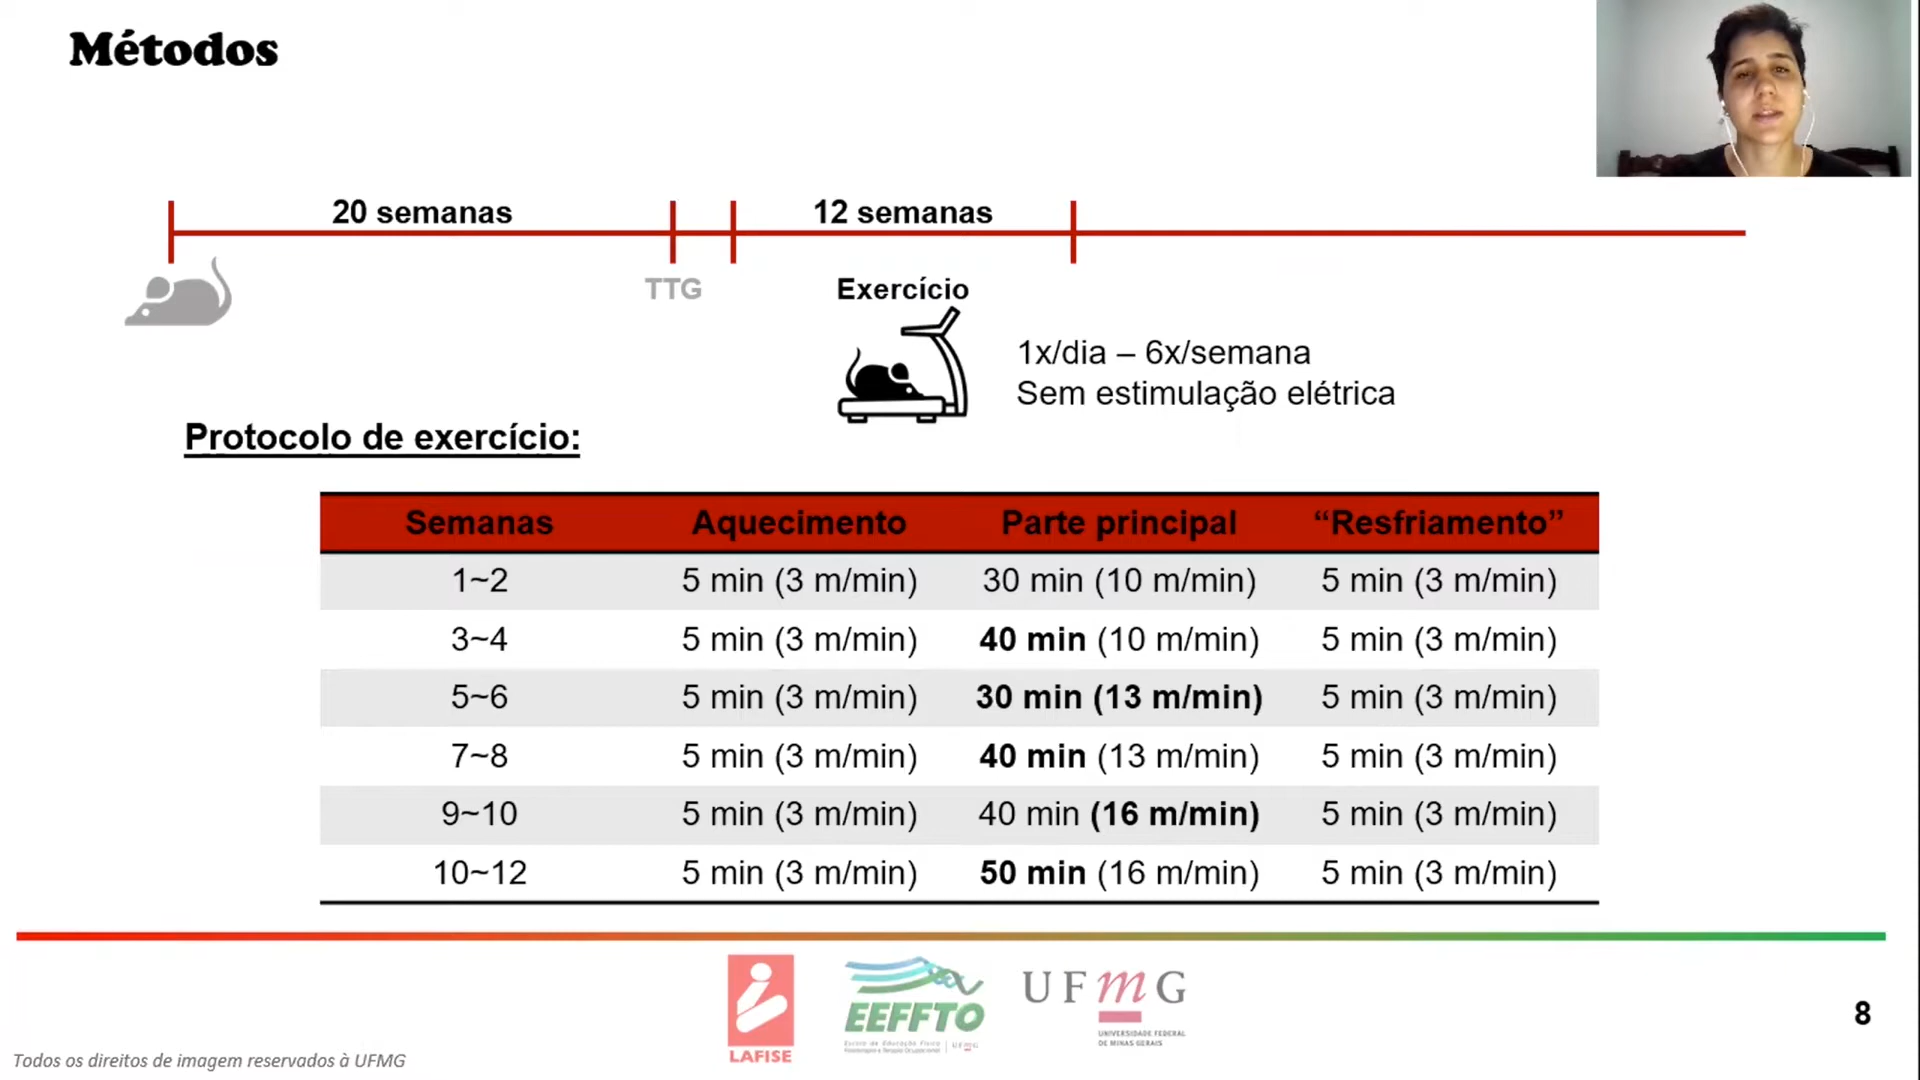 Métodos
20 semanas
12 semanas
TTG
Exercício
1x/dia – 6x/semana
Sem estimulação elétrica
Protocolo de exercício:
Semanas Aquecimento Parte principal “Resfriamento”
1~2 5 min (3 m/min) 30 min (10 m/min) 5 min (3 m/min)
3~4 5 min (3 m/min) 40 min (10 m/min) 5 min (3 m/min)
5~6 5 min (3 m/min) 30 min (13 m/min) 5 min (3 m/min)
7~8 5 min (3 m/min) 40 min (13 m/min) 5 min (3 m/min)
9~10 5 min (3 m/min) 40 min (16 m/min) 5 min (3 m/min)
10~12 5 min (3 m/min) 50 min (16 m/min) 5 min (3 m/min)
LAFISE
EEFFTO
UFmG
UNIVERSIDADE FEDERAL
DE MINAS GERAIS
8
Todos os direitos de imagem reservados à UFMG